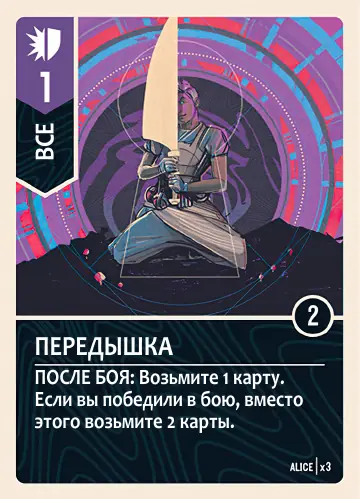 1
ВСЕ
2
ПЕРЕДЫШКА
ПОСЛЕ БОЯ: Возьмите 1 карту.
Если вы победили в бою, вместо
этого возьмите 2 карты.
ALICE | x3